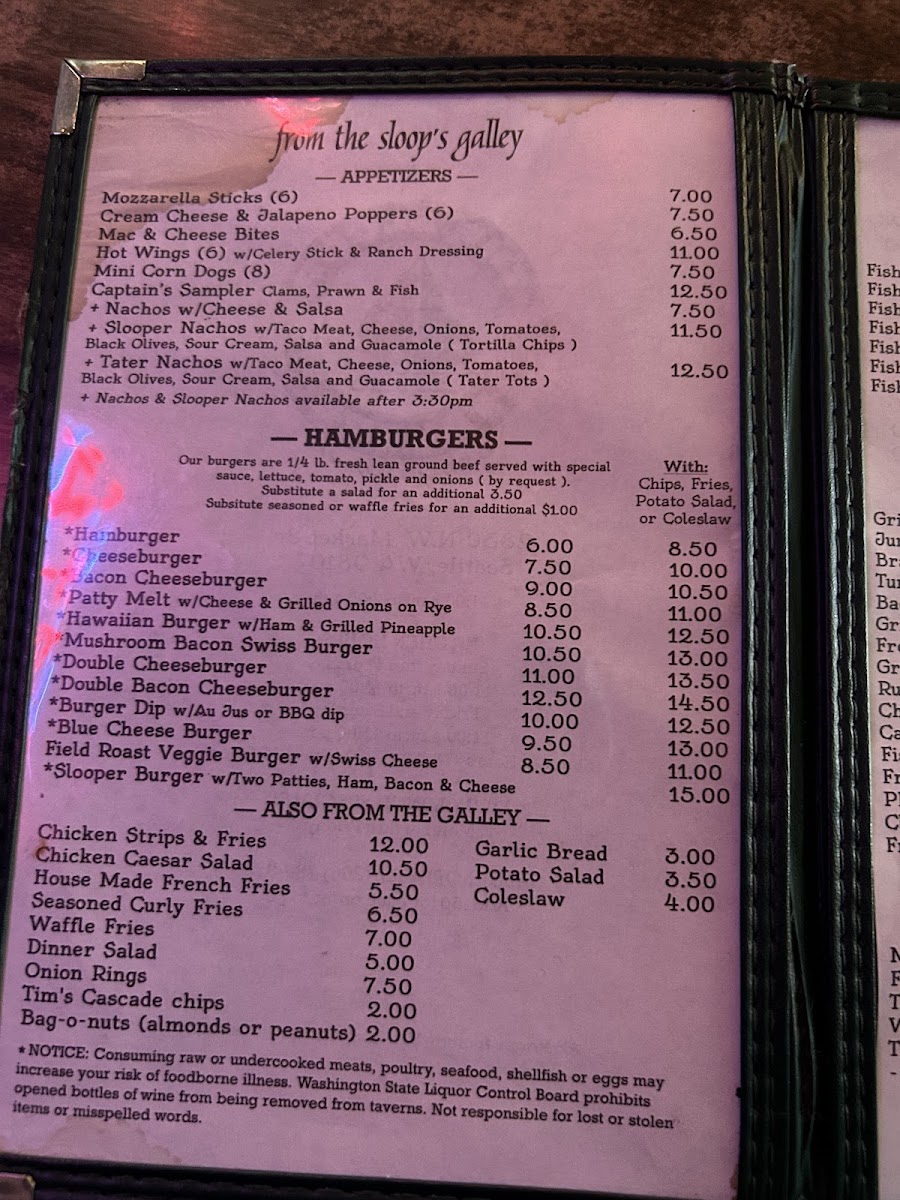 from the sloop's galley
— APPETIZERS —
Mozzarella Sticks (6) 7.00
Cream Cheese & Jalapeno Poppers (6) 7.50
Mac & Cheese Bites 6.50
Hot Wings (6) w/Celery Stick & Ranch Dressing 11.00
Mini Corn Dogs (8) 7.50
Captain's Sampler Clams, Prawn & Fish 12.50
+ Nachos w/Cheese & Salsa 7.50
+ Slooper Nachos w/Taco Meat, Cheese, Onions, Tomatoes, 11.50
Black Olives, Sour Cream, Salsa and Guacamole ( Tortilla Chips )
+ Tater Nachos w/Taco Meat, Cheese, Onions, Tomatoes, 12.50
Black Olives, Sour Cream, Salsa and Guacamole ( Tater Tots )
+ Nachos & Slooper Nachos available after 3:30pm
— HAMBURGERS —
Our burgers are 1/4 lb. fresh lean ground beef served with special
sauce, lettuce, tomato, pickle and onions ( by request ).
Substitute a salad for an additional 3.50
Subsitute seasoned or waffle fries for an additional $1.00
With:
Chips, Fries,
Potato Salad,
or Coleslaw
*Hamburger 6.00 8.50
*Cheeseburger 7.50 10.00
*Bacon Cheeseburger 9.00 10.50
*Patty Melt w/Cheese & Grilled Onions on Rye 8.50 11.00
*Hawaiian Burger w/Ham & Grilled Pineapple 10.50 12.50
*Mushroom Bacon Swiss Burger 10.50 13.00
*Double Cheeseburger 11.00 13.50
*Double Bacon Cheeseburger 12.50 14.50
*Burger Dip w/Au Jus or BBQ dip 10.00 12.50
*Blue Cheese Burger 9.50 13.00
Field Roast Veggie Burger w/Swiss Cheese 8.50 11.00
*Slooper Burger w/Two Patties, Ham, Bacon & Cheese 15.00
— ALSO FROM THE GALLEY —
Chicken Strips & Fries 12.00
Chicken Caesar Salad 10.50
House Made French Fries 5.50
Seasoned Curly Fries 6.50
Waffle Fries 7.00
Dinner Salad 5.00
Onion Rings 7.50
Tim's Cascade chips 2.00
Bag-o-nuts (almonds or peanuts) 2.00
Garlic Bread 3.00
Potato Salad 3.50
Coleslaw 4.00
*NOTICE: Consuming raw or undercooked meats, poultry, seafood, shellfish or eggs may
increase your risk of foodborne illness. Washington State Liquor Control Board prohibits
opened bottles of wine from being removed from taverns. Not responsible for lost or stolen
items or misspelled words.
Fish
Fish
Fish
Fish
Fish
Fish
Fish